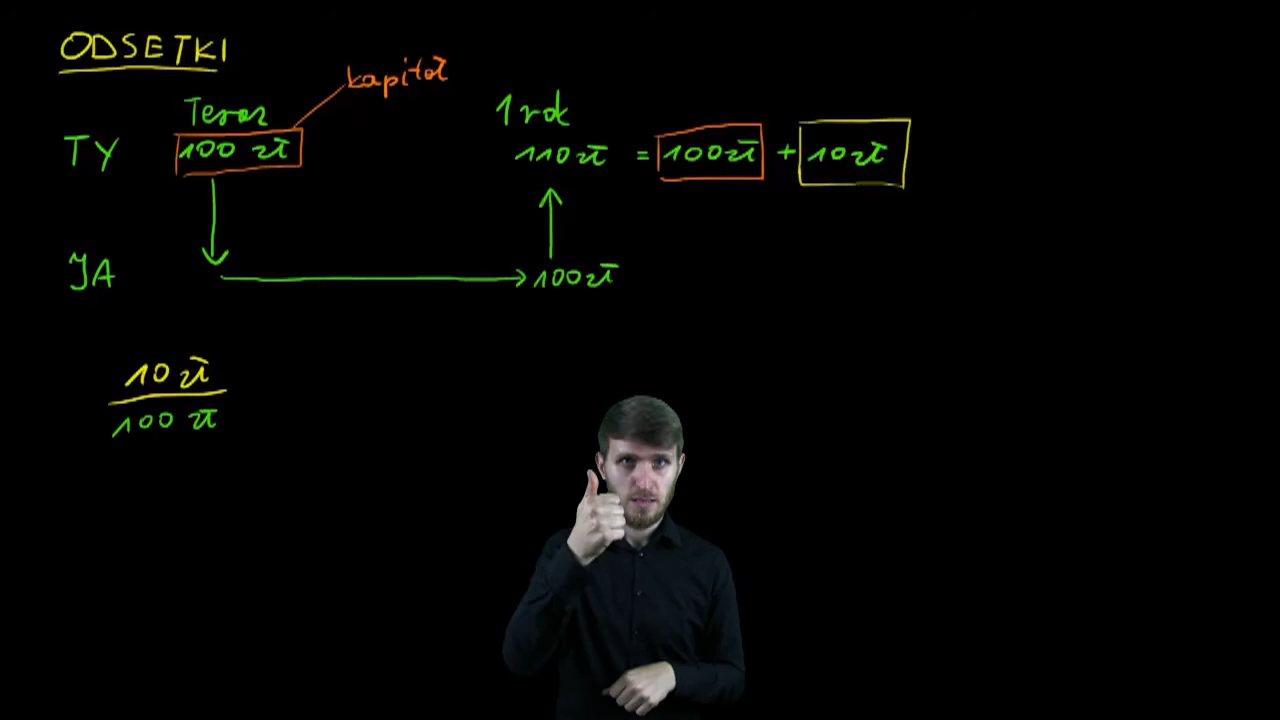 ODSETKI
kapitał
Teraz 1 rok
TY 100 zł 110 zł = 100 zł + 10 zł
JA 100 zł
10 zł
100 zł